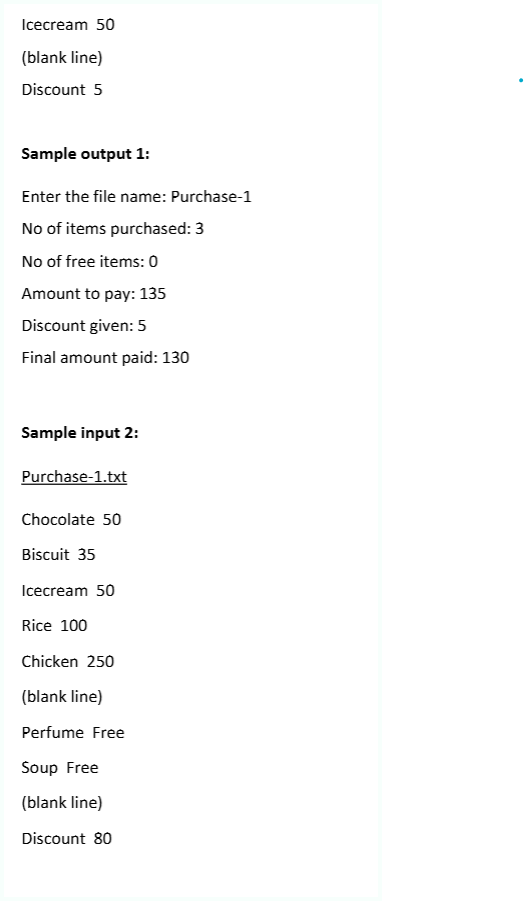 Icecream 50
(blank line)
Discount 5
Sample output 1:
Enter the file name: Purchase-1
No of items purchased: 3
No of free items: 0
Amount to pay: 135
Discount given: 5
Final amount paid: 130
Sample input 2:
Purchase-1.txt
Chocolate 50
Biscuit 35
Icecream 50
Rice 100
Chicken 250
(blank line)
Perfume Free
Soup Free
(blank line)
Discount 80